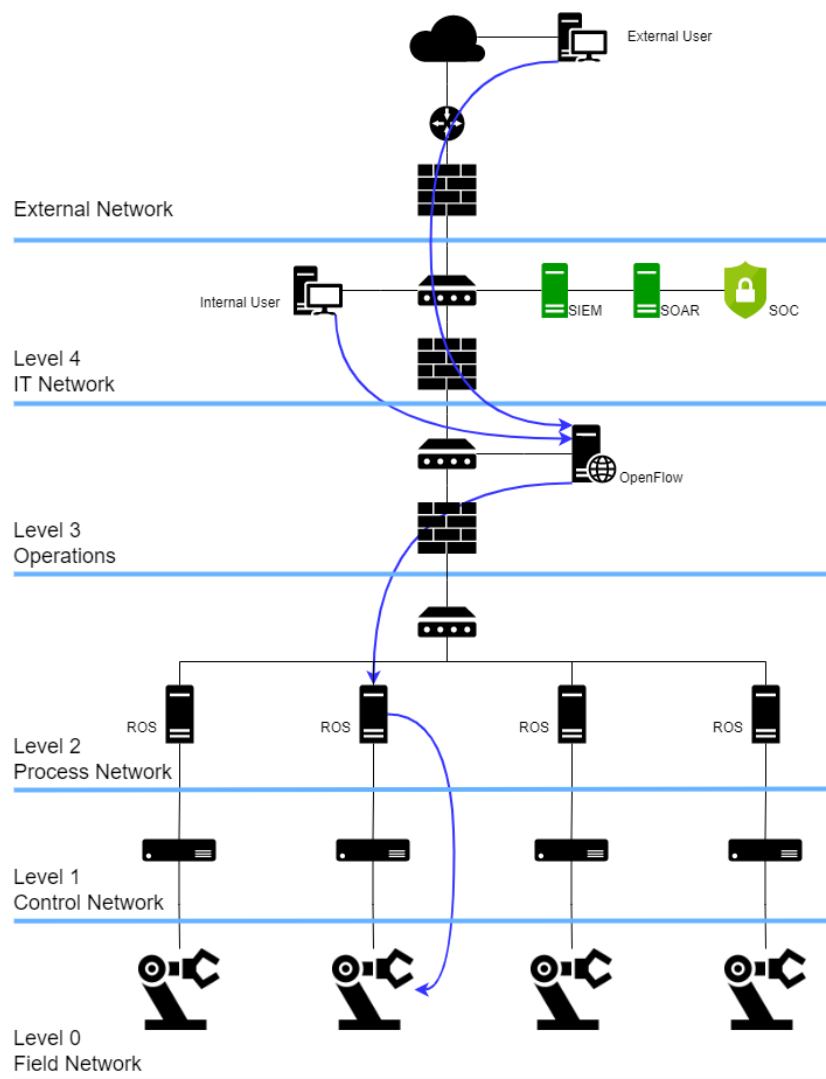 External User
External Network
Internal User
SIEM
SOAR
SOC
Level 4
IT Network
OpenFlow
Level 3
Operations
ROS
ROS
ROS
ROS
Level 2
Process Network
Level 1
Control Network
Level 0
Field Network